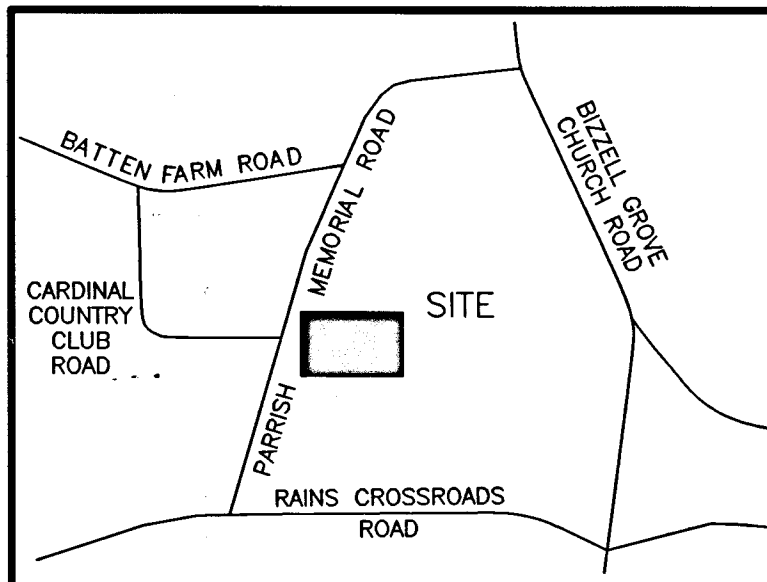 BATTEN FARM ROAD
PARRISH MEMORIAL ROAD
BIZZELL GROVE
CHURCH ROAD
CARDINAL
COUNTRY
CLUB
ROAD
SITE
RAINS CROSSROADS
ROAD